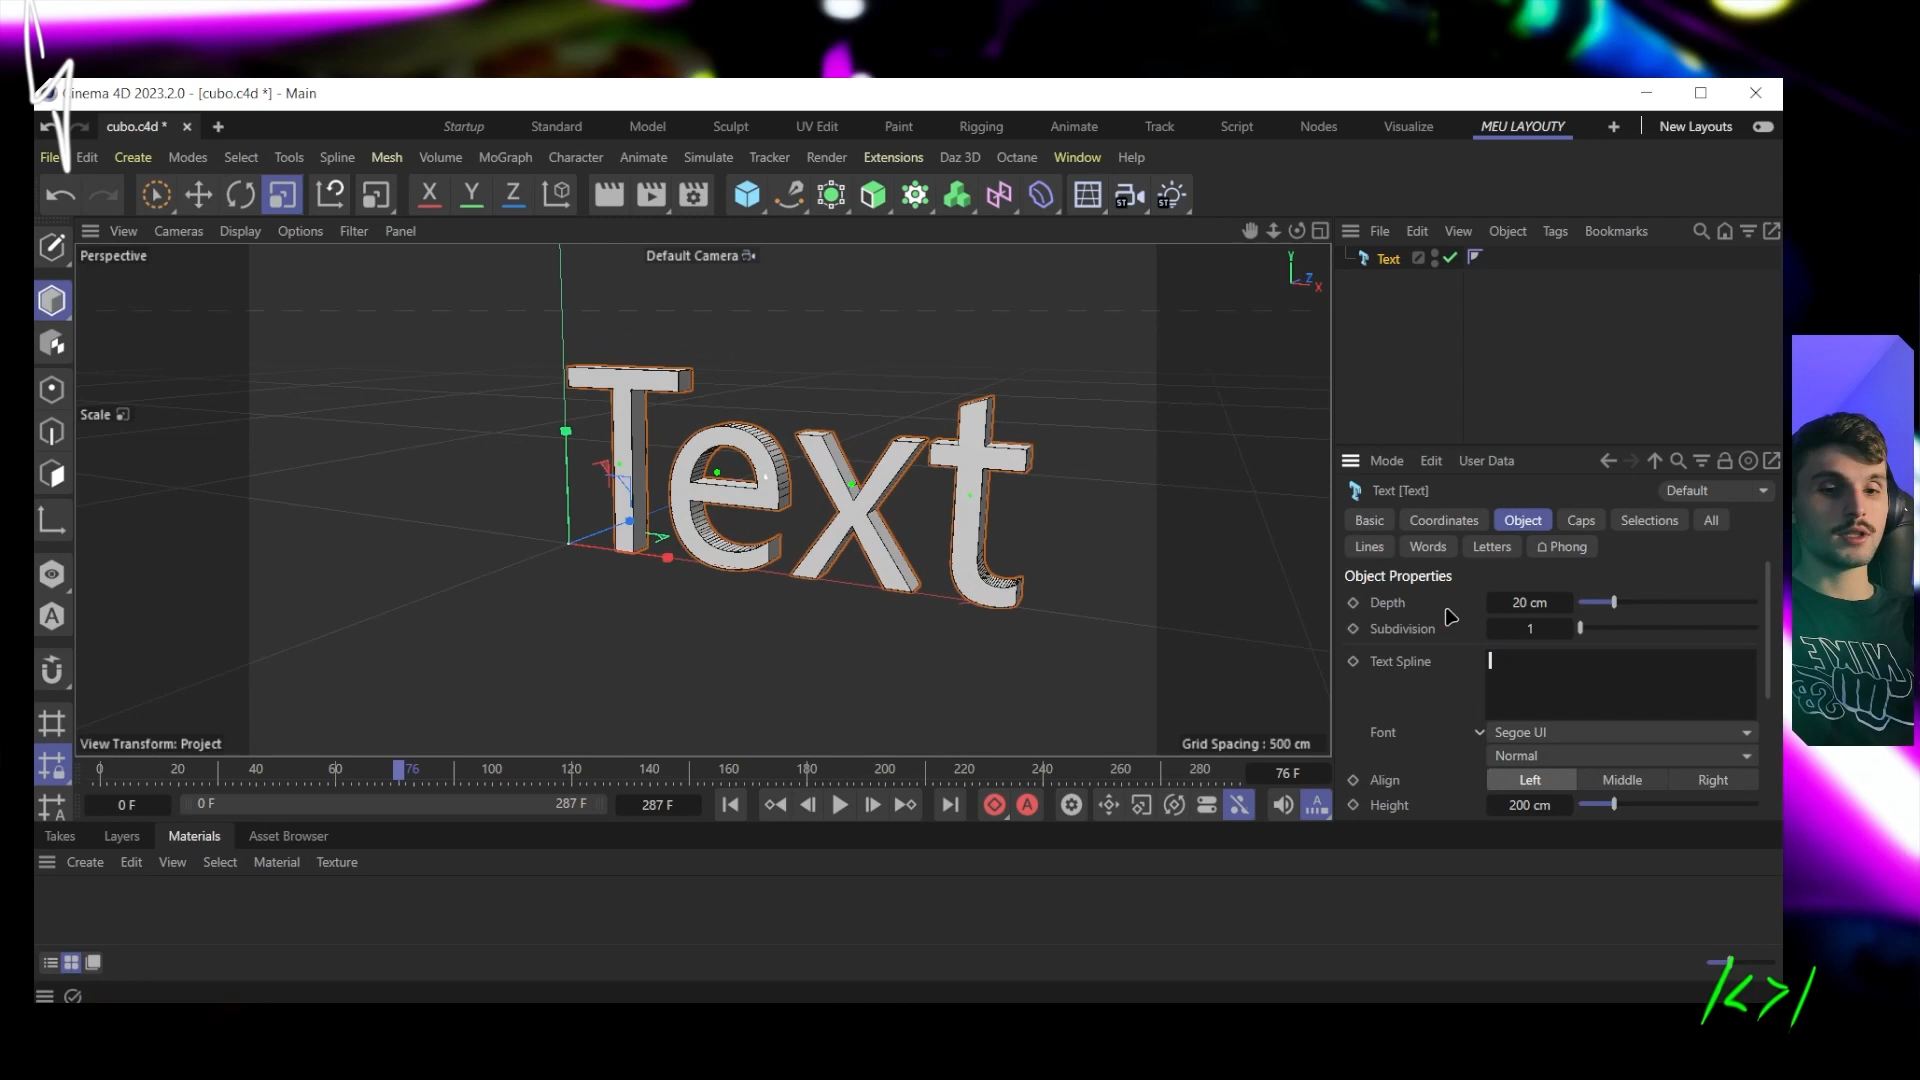 Cinema 4D 2023.2.0 - [cubo.c4d *] - Main
cubo.c4d *
Startup Standard Model Sculpt UV Edit Paint Rigging Animate Track Script Nodes Visualize MEU LAYOUTY New Layouts
File Edit Create Modes Select Tools Spline Mesh Volume MoGraph Character Animate Simulate Tracker Render Extensions Daz 3D Octane Window Help
X Y Z ST ST
View Cameras Display Options Filter Panel
File Edit View Object Tags Bookmarks
Perspective
Default Camera
Y
Z
X
Text
Scale
Text
Mode Edit User Data
Text [Text]
Default
Basic Coordinates Object Caps Selections All
Lines Words Letters Phong
Object Properties
Depth 20 cm
Subdivision 1
Text Spline
Font Segoe UI
Normal
Align Left Middle Right
Height 200 cm
View Transform: Project
Grid Spacing : 500 cm
0 20 40 60 76 100 120 140 160 180 200 220 240 260 280 76 F
0 F 0 F 287 F 287 F
Takes Layers Materials Asset Browser
Create Edit View Select Material Texture
NIKE